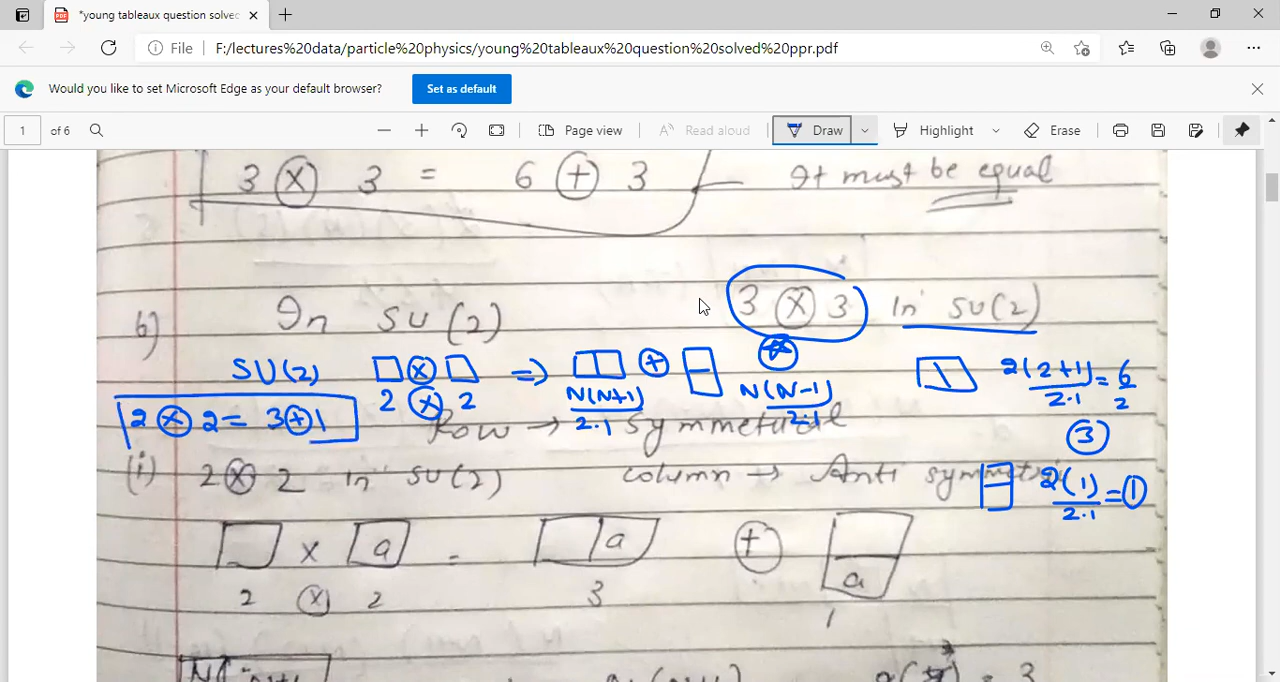 *young tableaux question solved
File F:/lectures%20data/particle%20physics/young%20tableaux%20question%20solved%20ppr.pdf
Would you like to set Microsoft Edge as your default browser? Set as default
1 of 6 Page view Read aloud Draw Highlight Erase
3 ⊗ 3 = 6 ⊕ 3 It must be equal
6) In SU(2) 3 ⊗ 3 In SU(2)
SU(2) □ ⊗ □ ⇒ □□ ⊕
2 ⊗ 2 N(N+1)/2·1 N(N-1)/2·1 2(2+1)/2·1 = 6/2
2 ⊗ 2 = 3 ⊕ 1 Row → symmetrical 3
(i) 2 ⊗ 2 in SU(2) column → Anti 2(1)/2·1 = 1
□ × a = a ⊕ a
2 ⊗ 2 3 1
= 3